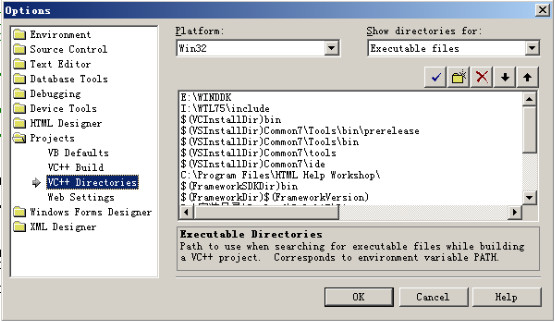 Options
Environment
Source Control
Text Editor
Database Tools
Debugging
Device Tools
HTML Designer
Projects
VB Defaults
VC++ Build
VC++ Directories
Web Settings
Windows Forms Designer
XML Designer
Platform:
Win32
Show directories for:
Executable files
E:\WINDDK
I:\WTL75\include
$(VCInstallDir)bin
$(VSInstallDir)Common7\Tools\bin\prerelease
$(VSInstallDir)Common7\Tools\bin
$(VSInstallDir)Common7\tools
$(VSInstallDir)Common7\ide
C:\Program Files\HTML Help Workshop\
$(FrameworkSDKDir)bin
$(FrameworkDir)$(FrameworkVersion)
Executable Directories
Path to use when searching for executable files while building
a VC++ project. Corresponds to environment variable PATH.
OK
Cancel
Help